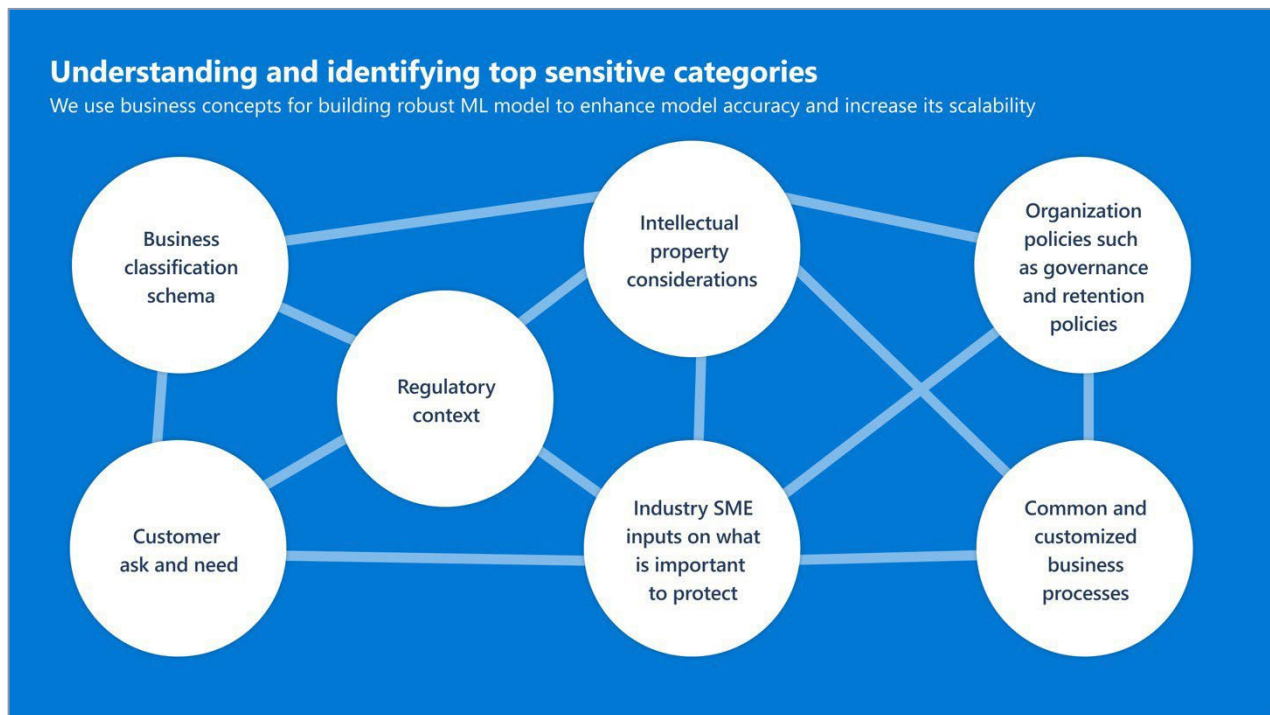 Understanding and identifying top sensitive categories
We use business concepts for building robust ML model to enhance model accuracy and increase its scalability
Business
classification
schema
Intellectual
property
considerations
Organization
policies such
as governance
and retention
policies
Regulatory
context
Customer
ask and need
Industry SME
inputs on what
is important
to protect
Common and
customized
business
processes